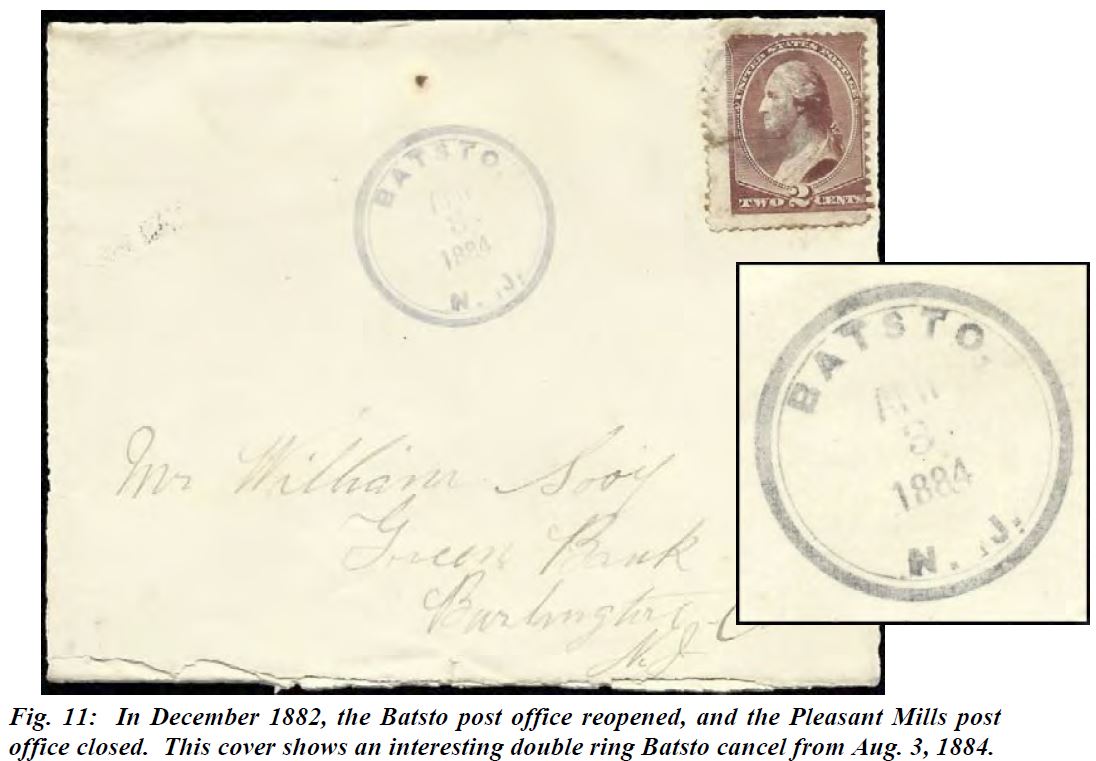 UNITED STATES POSTAGE
TWO 2 CENTS
BATSTO,
3
1884
N. J.
Mr William Sooy
Green Bank
Burlington C
N.J
BATSTO,
3
1884
N. J.
Fig. 11: In December 1882, the Batsto post office reopened, and the Pleasant Mills post
office closed. This cover shows an interesting double ring Batsto cancel from Aug. 3, 1884.